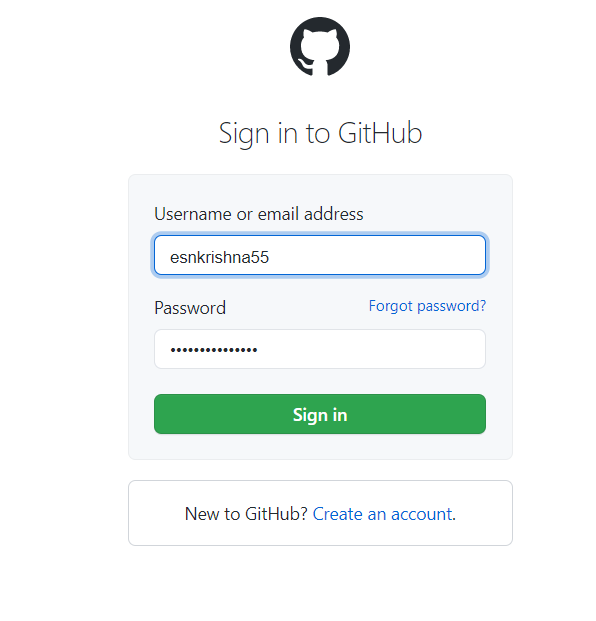 Sign in to GitHub
Username or email address
esnkrishna55
Password Forgot password?
•••••••••••••••
Sign in
New to GitHub? Create an account.